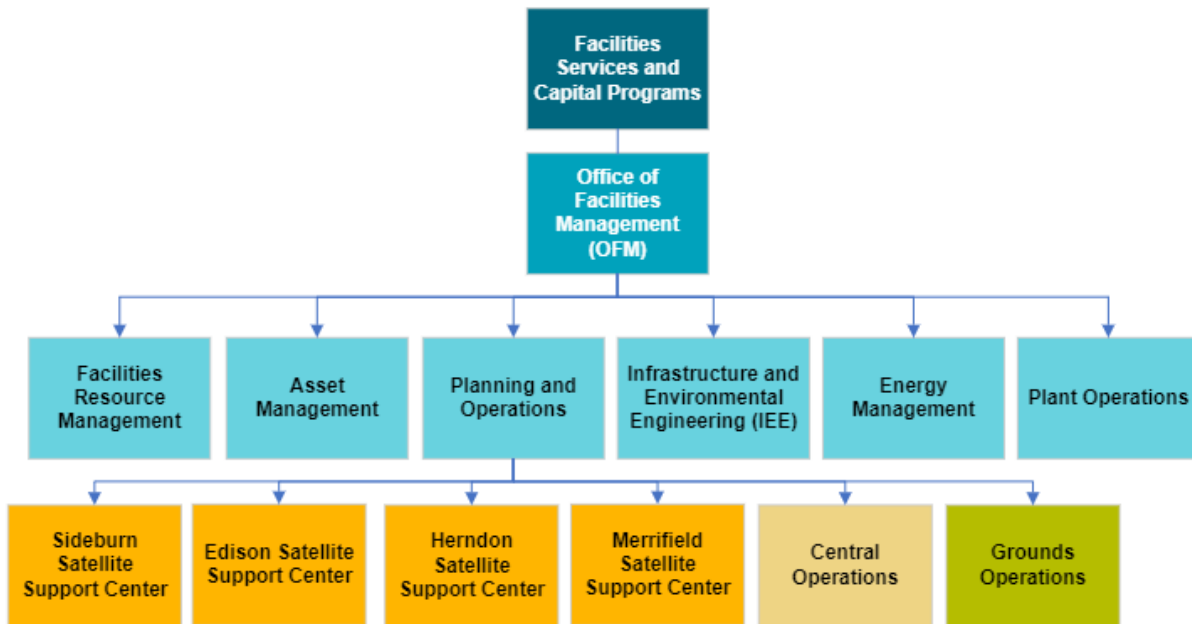 Facilities
Services and
Capital Programs
Office of
Facilities
Management
(OFM)
Facilities
Resource
Management
Asset
Management
Planning and
Operations
Infrastructure and
Environmental
Engineering (IEE)
Energy
Management
Plant Operations
Sideburn
Satellite
Support Center
Edison Satellite
Support Center
Herndon
Satellite
Support Center
Merrifield
Satellite
Support Center
Central
Operations
Grounds
Operations